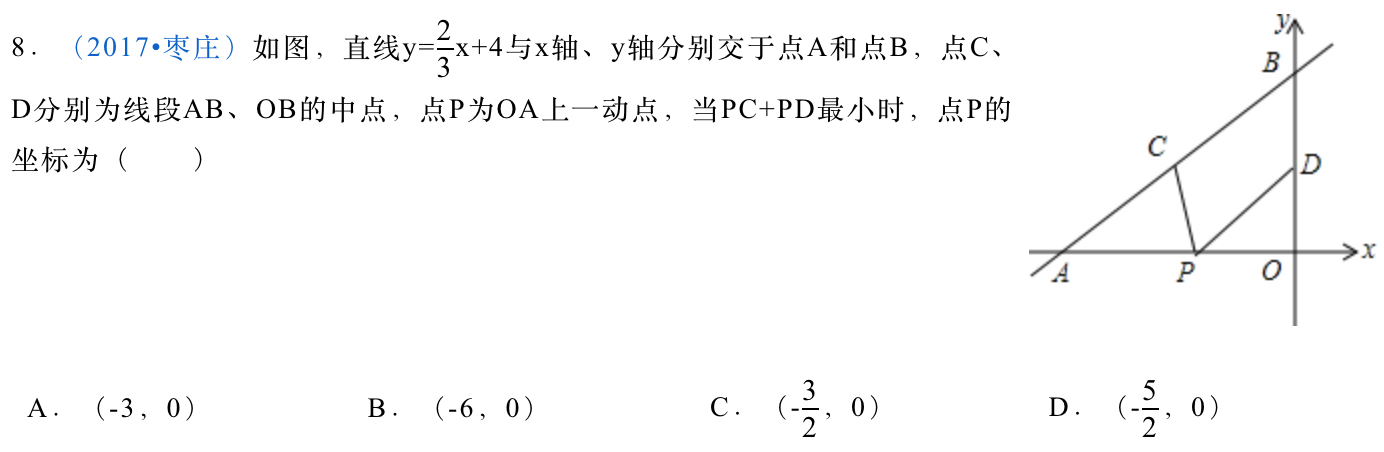 8．（2017•枣庄）如图，直线y=2/3x+4与x轴、y轴分别交于点A和点B，点C、
D分别为线段AB、OB的中点，点P为OA上一动点，当PC+PD最小时，点P的
坐标为（　　）
y
B
C
D
A
P
O
x
A．（-3，0）
B．（-6，0）
C．（-3/2，0）
D．（-5/2，0）